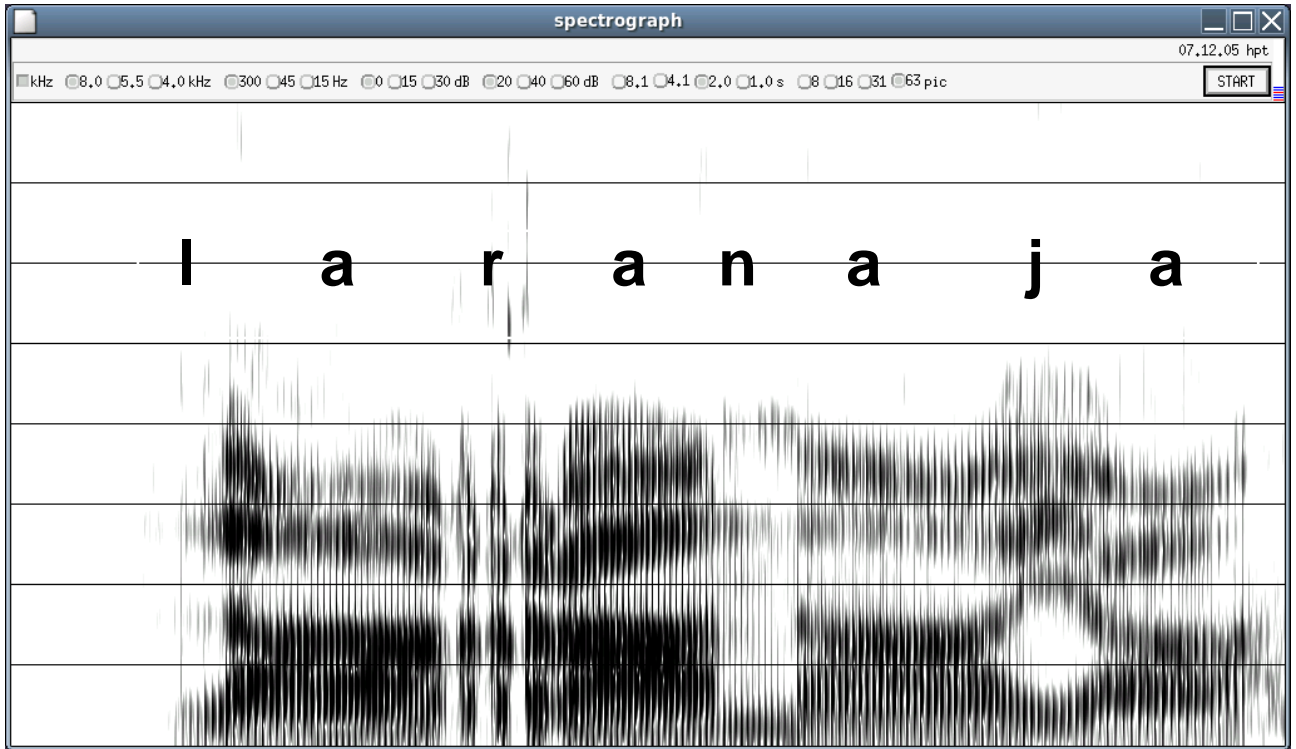 spectrograph
07.12.05 hpt
kHz 8.0 5.5 4.0 kHz 300 45 15 Hz 0 15 30 dB 20 40 60 dB 8.1 4.1 2.0 1.0 s 8 16 31 63 pic START
l a r a n a j a